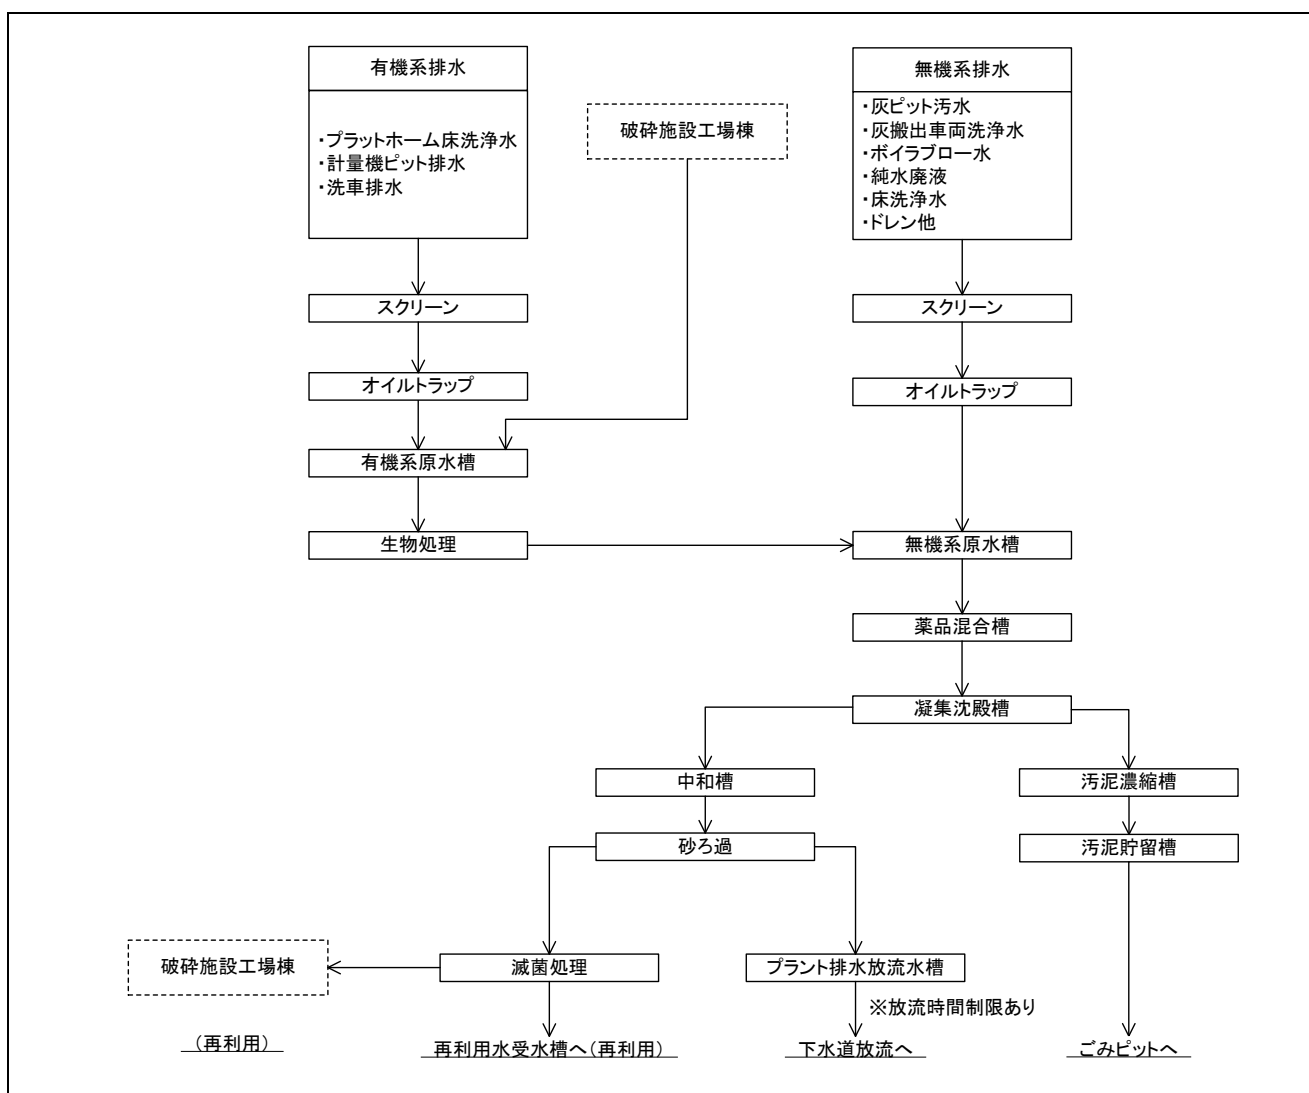 有機系排水
・プラットホーム床洗浄水
・計量機ピット排水
・洗車排水
破砕施設工場棟
無機系排水
・灰ピット汚水
・灰搬出車両洗浄水
・ボイラブロー水
・純水廃液
・床洗浄水
・ドレン他
スクリーン
スクリーン
オイルトラップ
オイルトラップ
有機系原水槽
生物処理
無機系原水槽
薬品混合槽
凝集沈殿槽
中和槽
汚泥濃縮槽
砂ろ過
汚泥貯留槽
破砕施設工場棟
滅菌処理
プラント排水放流水槽
※放流時間制限あり
（再利用）
再利用水受水槽へ（再利用）
下水道放流へ
ごみピットへ